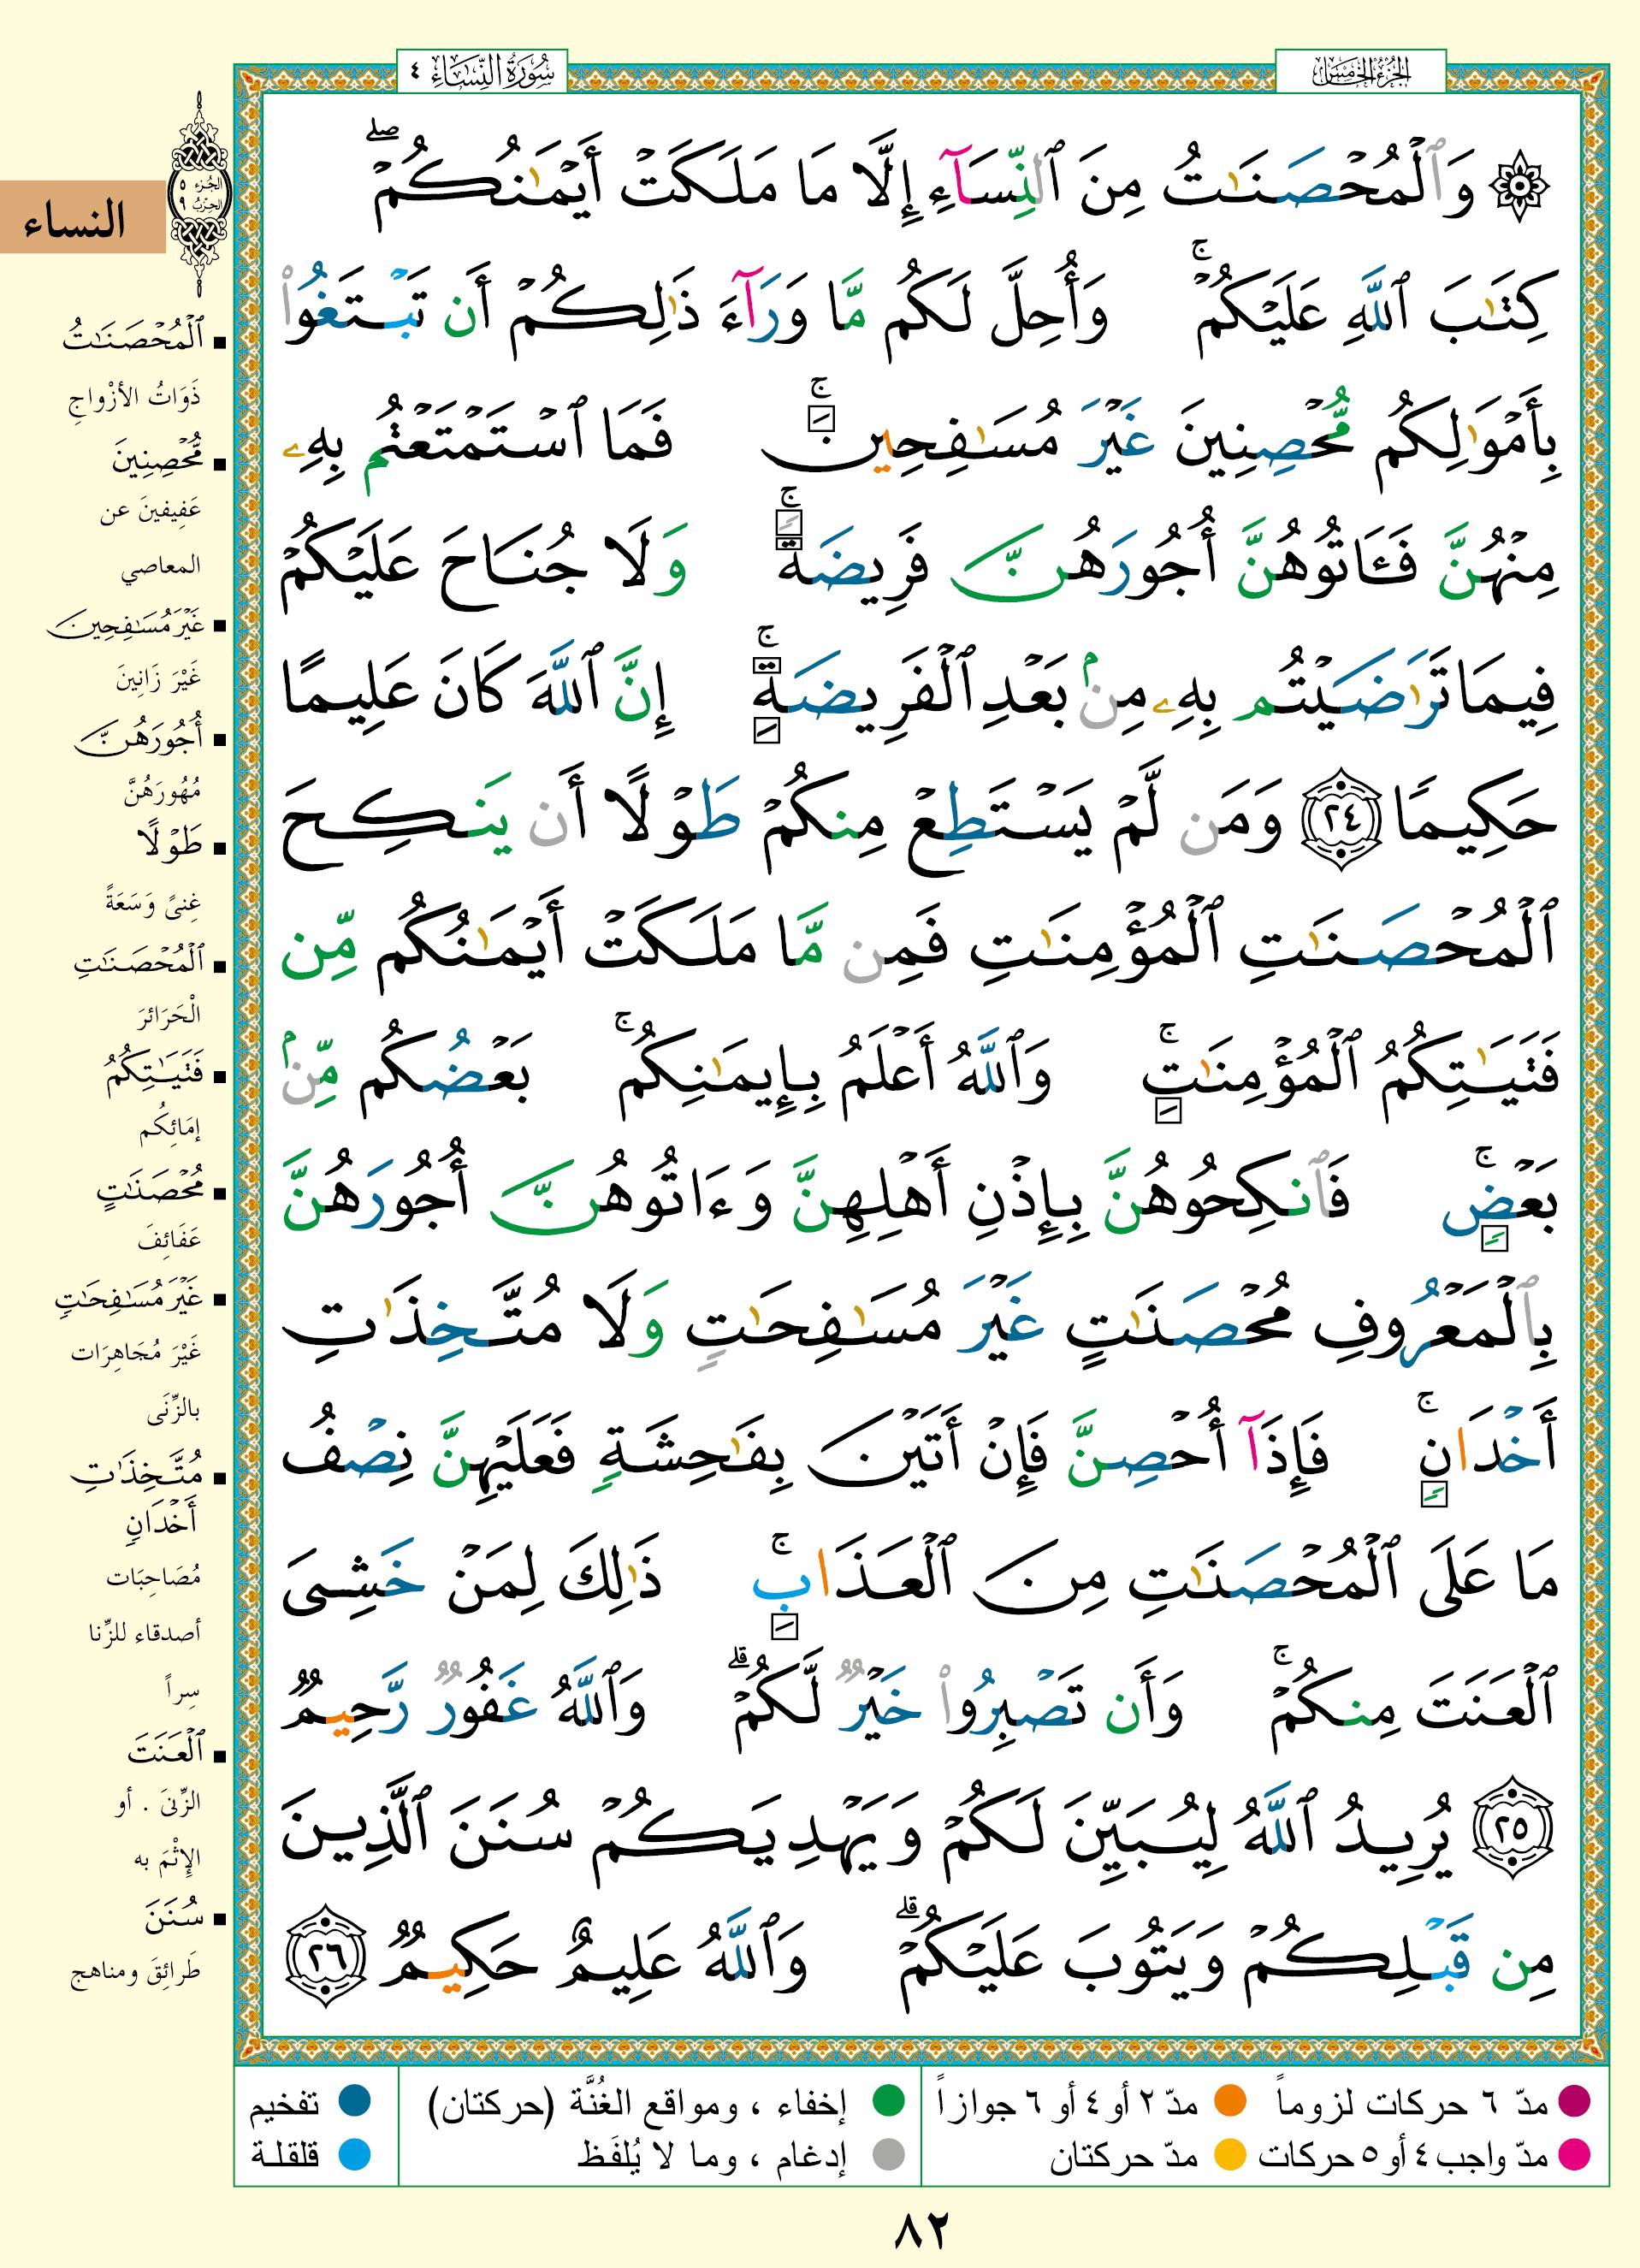 الجزء الخامس
سورة النساء ٤
۞ وَٱلْمُحْصَنَٰتُ مِنَ ٱلنِّسَآءِ إِلَّا مَا مَلَكَتْ أَيْمَٰنُكُمْ ۖ
كِتَٰبَ ٱللَّهِ عَلَيْكُمْ ۚ وَأُحِلَّ لَكُم مَّا وَرَآءَ ذَٰلِكُمْ أَن تَبْتَغُوا۟
بِأَمْوَٰلِكُم مُّحْصِنِينَ غَيْرَ مُسَٰفِحِينَ ۚ فَمَا ٱسْتَمْتَعْتُم بِهِۦ
مِنْهُنَّ فَـَٔاتُوهُنَّ أُجُورَهُنَّ فَرِيضَةً ۚ وَلَا جُنَاحَ عَلَيْكُمْ
فِيمَا تَرَٰضَيْتُم بِهِۦ مِنۢ بَعْدِ ٱلْفَرِيضَةِ ۚ إِنَّ ٱللَّهَ كَانَ عَلِيمًا
حَكِيمًا ٢٤ وَمَن لَّمْ يَسْتَطِعْ مِنكُمْ طَوْلًا أَن يَنكِحَ
ٱلْمُحْصَنَٰتِ ٱلْمُؤْمِنَٰتِ فَمِن مَّا مَلَكَتْ أَيْمَٰنُكُم مِّن
فَتَيَٰتِكُمُ ٱلْمُؤْمِنَٰتِ ۚ وَٱللَّهُ أَعْلَمُ بِإِيمَٰنِكُم ۚ بَعْضُكُم مِّنۢ
بَعْضٍ ۚ فَٱنكِحُوهُنَّ بِإِذْنِ أَهْلِهِنَّ وَءَاتُوهُنَّ أُجُورَهُنَّ
بِٱلْمَعْرُوفِ مُحْصَنَٰتٍ غَيْرَ مُسَٰفِحَٰتٍ وَلَا مُتَّخِذَٰتِ
أَخْدَانٍ ۚ فَإِذَآ أُحْصِنَّ فَإِنْ أَتَيْنَ بِفَٰحِشَةٍ فَعَلَيْهِنَّ نِصْفُ
مَا عَلَى ٱلْمُحْصَنَٰتِ مِنَ ٱلْعَذَابِ ۚ ذَٰلِكَ لِمَنْ خَشِىَ
ٱلْعَنَتَ مِنكُمْ ۚ وَأَن تَصْبِرُوا۟ خَيْرٌ لَّكُمْ ۗ وَٱللَّهُ غَفُورٌ رَّحِيمٌ
٢٥ يُرِيدُ ٱللَّهُ لِيُبَيِّنَ لَكُمْ وَيَهْدِيَكُمْ سُنَنَ ٱلَّذِينَ
مِن قَبْلِكُمْ وَيَتُوبَ عَلَيْكُمْ ۗ وَٱللَّهُ عَلِيمٌ حَكِيمٌ ٢٦
الجزء ٥
الحزب ٩
النساء
■ ٱلْمُحْصَنَٰتُ
ذَوَاتُ الأزْواجِ
■ مُّحْصِنِينَ
عَفِيفينَ عن
المعاصي
■ غَيْرَ مُسَٰفِحِينَ
غَيْرَ زَانِينَ
■ أُجُورَهُنَّ
مُهُورَهُنَّ
■ طَوْلًا
غِنىً وَسَعَةً
■ ٱلْمُحْصَنَٰتِ
الْحَرَائرَ
■ فَتَيَٰتِكُمُ
إمَائِكُم
■ مُحْصَنَٰتٍ
عَفَائِفَ
■ غَيْرَ مُسَٰفِحَٰتٍ
غَيْرَ مُجَاهِرَات
بالزِّنَى
■ مُتَّخِذَٰتِ
أَخْدَانٍ
مُصَاحِبَات
أصدقاء للزِّنا
سِراً
■ ٱلْعَنَتَ
الزِّنىَ . أو
الإِثْمَ به
■ سُنَنَ
طَرائِقَ ومناهج
مدّ ٦ حركات لزوماً ● مدّ ٢ أو ٤ أو ٦ جوازاً ● إخفاء ، ومواقع الغُنَّة (حركتان) ● تفخيم
مدّ واجب ٤ أو ٥ حركات ● مدّ حركتان ● إدغام ، وما لا يُلفَظ ● قلقلة
٨٢